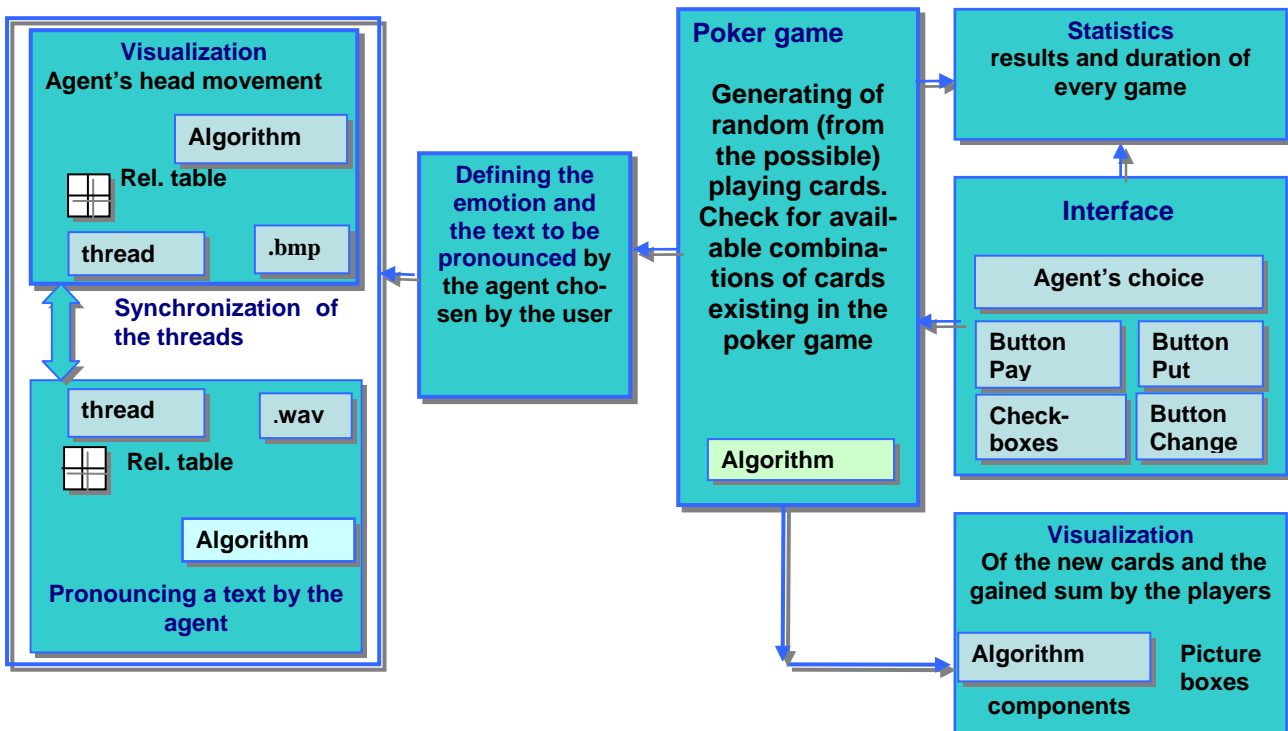 Visualization
Agent's head movement
Algorithm
Rel. table
thread
.bmp
Synchronization of
the threads
thread
.wav
Rel. table
Algorithm
Pronouncing a text by the
agent
Defining the
emotion and
the text to be
pronounced by
the agent cho-
sen by the user
Poker game
Generating of
random (from
the possible)
playing cards.
Check for avail-
able combina-
tions of cards
existing in the
poker game
Algorithm
Statistics
results and duration of
every game
Interface
Agent's choice
Button
Pay
Button
Put
Check-
boxes
Button
Change
Visualization
Of the new cards and the
gained sum by the players
Algorithm
Picture
boxes
components